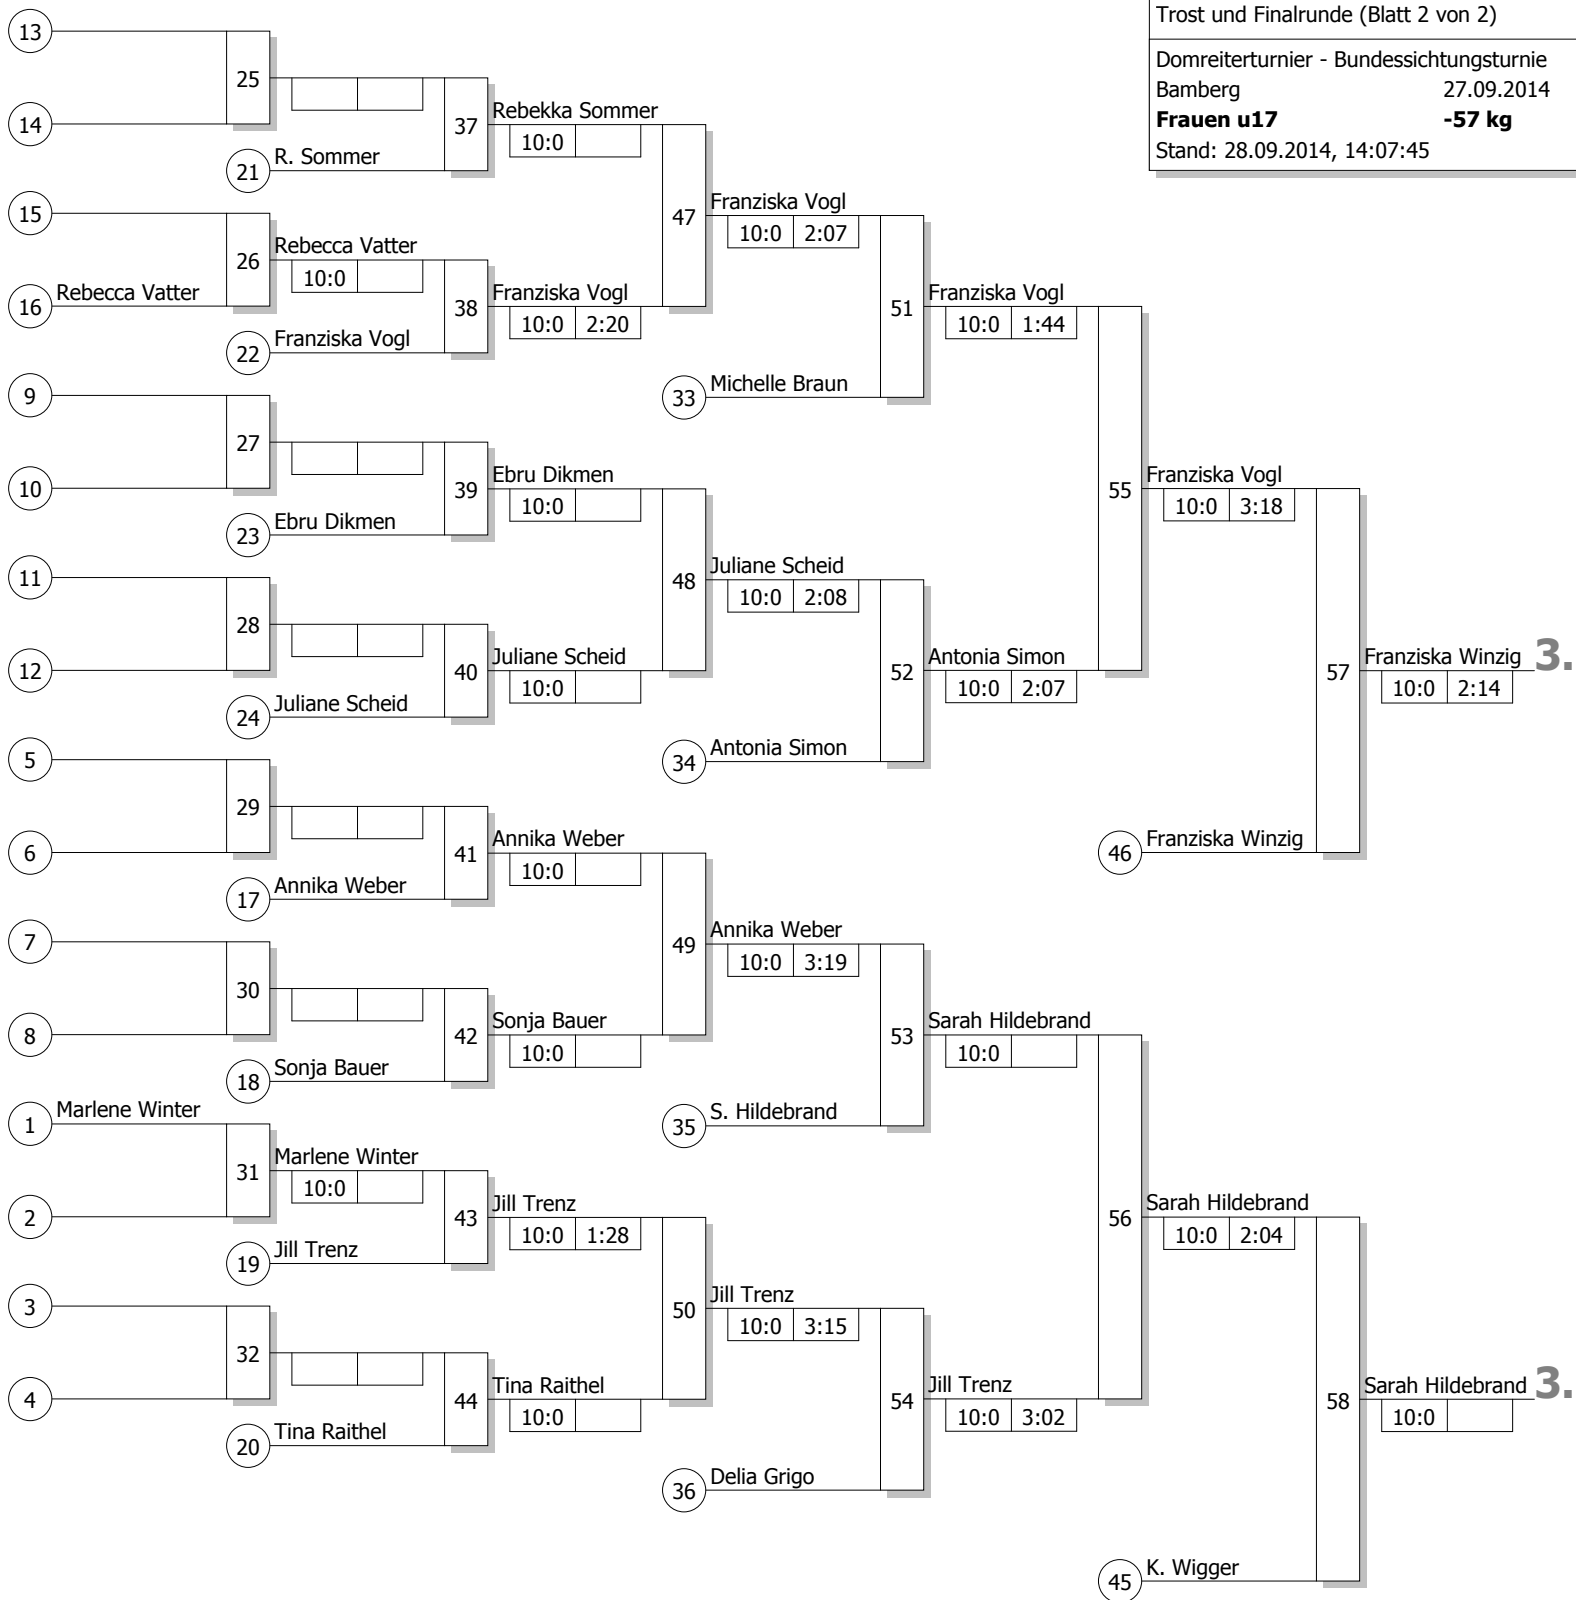 Trost und Finalrunde (Blatt 2 von 2)
Domreiterturnier - Bundessichtungsturnie
Bamberg 27.09.2014
Frauen u17 -57 kg
Stand: 28.09.2014, 14:07:45
13
25
14
37
Rebekka Sommer
10:0
21 R. Sommer
15
26
Rebecca Vatter
10:0
16 Rebecca Vatter
38
Franziska Vogl
10:0 2:20
22 Franziska Vogl
47
Franziska Vogl
10:0 2:07
33 Michelle Braun
51
Franziska Vogl
10:0 1:44
9
27
10
39
Ebru Dikmen
10:0
23 Ebru Dikmen
11
28
12
40
Juliane Scheid
10:0
24 Juliane Scheid
48
Juliane Scheid
10:0 2:08
34 Antonia Simon
52
Antonia Simon
10:0 2:07
55
Franziska Vogl
10:0 3:18
46 Franziska Winzig
57
Franziska Winzig 3.
10:0 2:14
5
29
6
41
Annika Weber
10:0
17 Annika Weber
7
30
8
42
Sonja Bauer
10:0
18 Sonja Bauer
49
Annika Weber
10:0 3:19
35 S. Hildebrand
53
Sarah Hildebrand
10:0
1 Marlene Winter
31
Marlene Winter
10:0
2
43
Jill Trenz
10:0 1:28
19 Jill Trenz
3
32
4
44
Tina Raithel
10:0
20 Tina Raithel
50
Jill Trenz
10:0 3:15
36 Delia Grigo
54
Jill Trenz
10:0 3:02
56
Sarah Hildebrand
10:0 2:04
45 K. Wigger
58
Sarah Hildebrand 3.
10:0